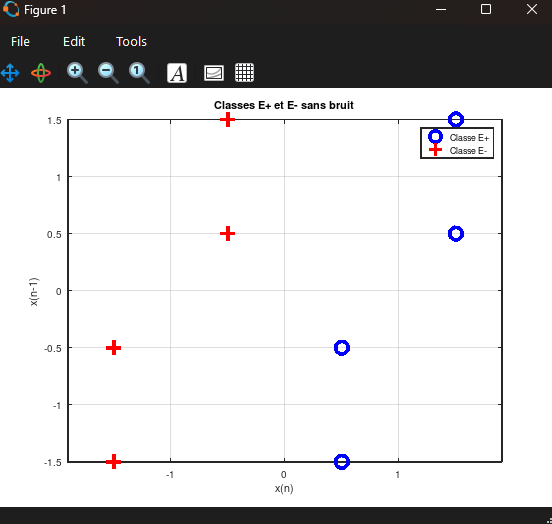 Figure 1
File Edit Tools
A
Classes E+ et E- sans bruit
Classe E+
Classe E-
1.5
1
0.5
0
-0.5
-1
-1.5
x(n-1)
-1 0 1
x(n)